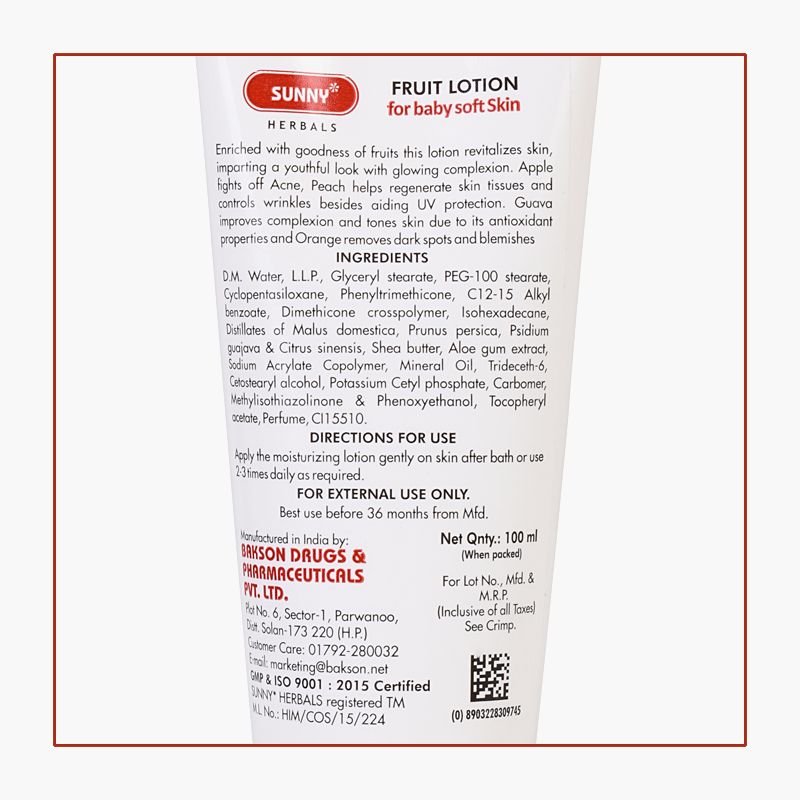 SUNNY*
HERBALS
FRUIT LOTION
for baby soft Skin
Enriched with goodness of fruits this lotion revitalizes skin,
imparting a youthful look with glowing complexion. Apple
fights off Acne, Peach helps regenerate skin tissues and
controls wrinkles besides aiding UV protection. Guava
improves complexion and tones skin due to its antioxidant
properties and Orange removes dark spots and blemishes
INGREDIENTS
D.M. Water, L.L.P., Glyceryl stearate, PEG-100 stearate,
Cyclopentasiloxane, Phenyltrimethicone, C12-15 Alkyl
benzoate, Dimethicone crosspolymer, Isohexadecane,
Distillates of Malus domestica, Prunus persica, Psidium
guajava & Citrus sinensis, Shea butter, Aloe gum extract,
Sodium Acrylate Copolymer, Mineral Oil, Trideceth-6,
Cetostearyl alcohol, Potassium Cetyl phosphate, Carbomer,
Methylisothiazolinone & Phenoxyethanol, Tocopheryl
acetate, Perfume, CI15510.
DIRECTIONS FOR USE
Apply the moisturizing lotion gently on skin after bath or use
2-3 times daily as required.
FOR EXTERNAL USE ONLY.
Best use before 36 months from Mfd.
Manufactured in India by:
BAKSON DRUGS &
PHARMACEUTICALS
PVT. LTD.
Plot No. 6, Sector-1, Parwanoo,
Distt. Solan-173 220 (H.P.)
Customer Care: 01792-280032
E-mail: marketing@bakson.net
GMP & ISO 9001 : 2015 Certified
SUNNY* HERBALS registered TM
M.L No.: HIM/COS/15/224
Net Qnty.: 100 ml
(When packed)
For Lot No., Mfd. &
M.R.P.
(Inclusive of all Taxes)
See Crimp.
(0) 8903228309745